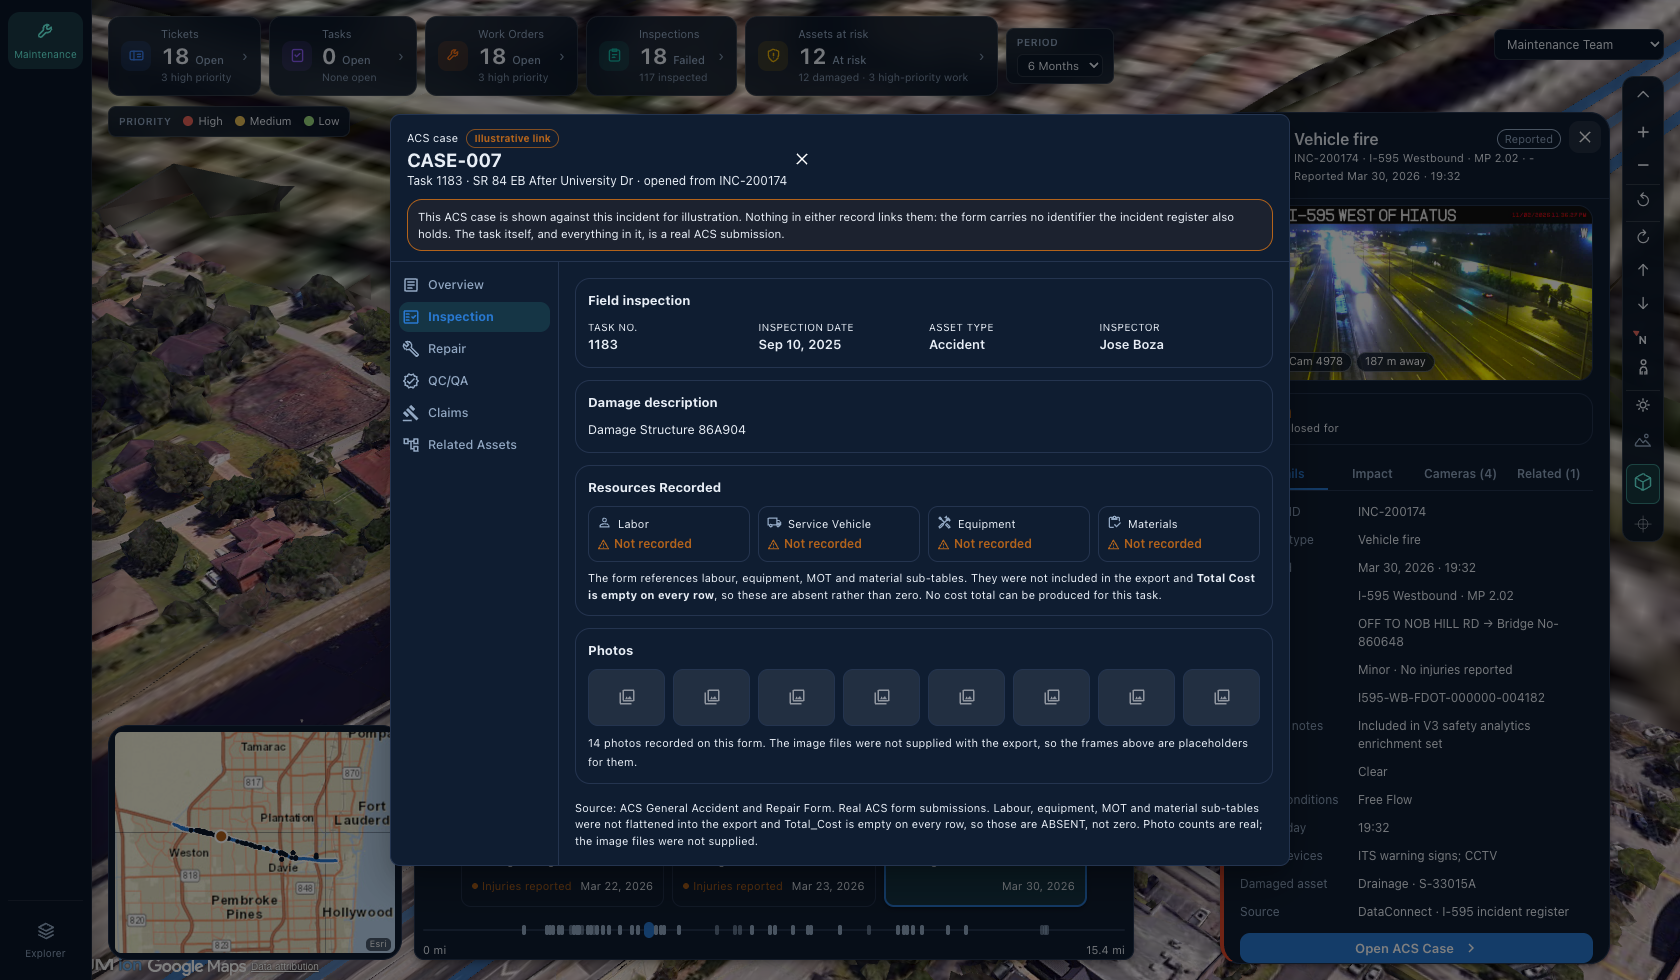 Maintenance
Tickets
18 Open
3 high priority
Tasks
0 Open
None open
Work Orders
18 Open
3 high priority
Inspections
18 Failed
117 inspected
Assets at risk
12 At risk
12 damaged · 3 high-priority work
PERIOD
6 Months
Maintenance Team
PRIORITY High Medium Low
ACS case Illustrative link
CASE-007
Task 1183 · SR 84 EB After University Dr · opened from INC-200174
This ACS case is shown against this incident for illustration. Nothing in either record links them: the form carries no identifier the incident register also
holds. The task itself, and everything in it, is a real ACS submission.
Overview
Inspection
Repair
QC/QA
Claims
Related Assets
Field inspection
TASK NO. INSPECTION DATE ASSET TYPE INSPECTOR
1183 Sep 10, 2025 Accident Jose Boza
Damage description
Damage Structure 86A904
Resources Recorded
Labor Service Vehicle Equipment Materials
Not recorded Not recorded Not recorded Not recorded
The form references labour, equipment, MOT and material sub-tables. They were not included in the export and Total Cost
is empty on every row, so these are absent rather than zero. No cost total can be produced for this task.
Photos
14 photos recorded on this form. The image files were not supplied with the export, so the frames above are placeholders
for them.
Source: ACS General Accident and Repair Form. Real ACS form submissions. Labour, equipment, MOT and material sub-tables
were not flattened into the export and Total_Cost is empty on every row, so those are ABSENT, not zero. Photo counts are real;
the image files were not supplied.
Vehicle fire Reported
INC-200174 · I-595 Westbound · MP 2.02 · -
Reported Mar 30, 2026 · 19:32
I-595 WEST OF HIATUS
Cam 4978 187 m away
losed for
ils Impact Cameras (4) Related (1)
ID INC-200174
type Vehicle fire
Mar 30, 2026 · 19:32
I-595 Westbound · MP 2.02
OFF TO NOB HILL RD → Bridge No-
860648
Minor · No injuries reported
I595-WB-FDOT-000000-004182
notes Included in V3 safety analytics
enrichment set
Clear
onditions Free Flow
day 19:32
evices ITS warning signs; CCTV
Damaged asset Drainage · S-33015A
Source DataConnect · I-595 incident register
Open ACS Case
N
Injuries reported Mar 22, 2026
Injuries reported Mar 23, 2026
Mar 30, 2026
0 mi 15.4 mi
Tamarac
Pomp
870
817
Fort
Lauderd
Plantation
Weston
Davie
818
848
Pembroke
Pines
Hollywood
820
823
Esri
Explorer
Google Maps Data attribution